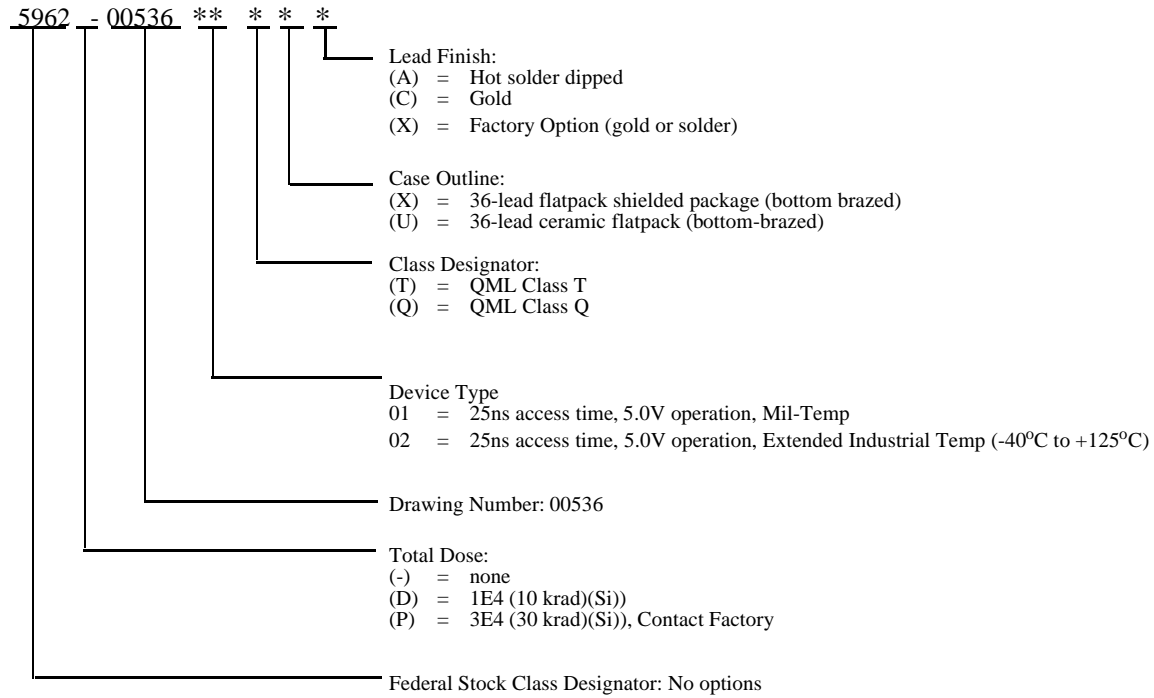 5962 - 00536 ** * * *
Lead Finish:
(A) = Hot solder dipped
(C) = Gold
(X) = Factory Option (gold or solder)
Case Outline:
(X) = 36-lead flatpack shielded package (bottom brazed)
(U) = 36-lead ceramic flatpack (bottom-brazed)
Class Designator:
(T) = QML Class T
(Q) = QML Class Q
Device Type
01 = 25ns access time, 5.0V operation, Mil-Temp
02 = 25ns access time, 5.0V operation, Extended Industrial Temp (-40oC to +125oC)
Drawing Number: 00536
Total Dose:
(-) = none
(D) = 1E4 (10 krad)(Si))
(P) = 3E4 (30 krad)(Si)), Contact Factory
Federal Stock Class Designator: No options